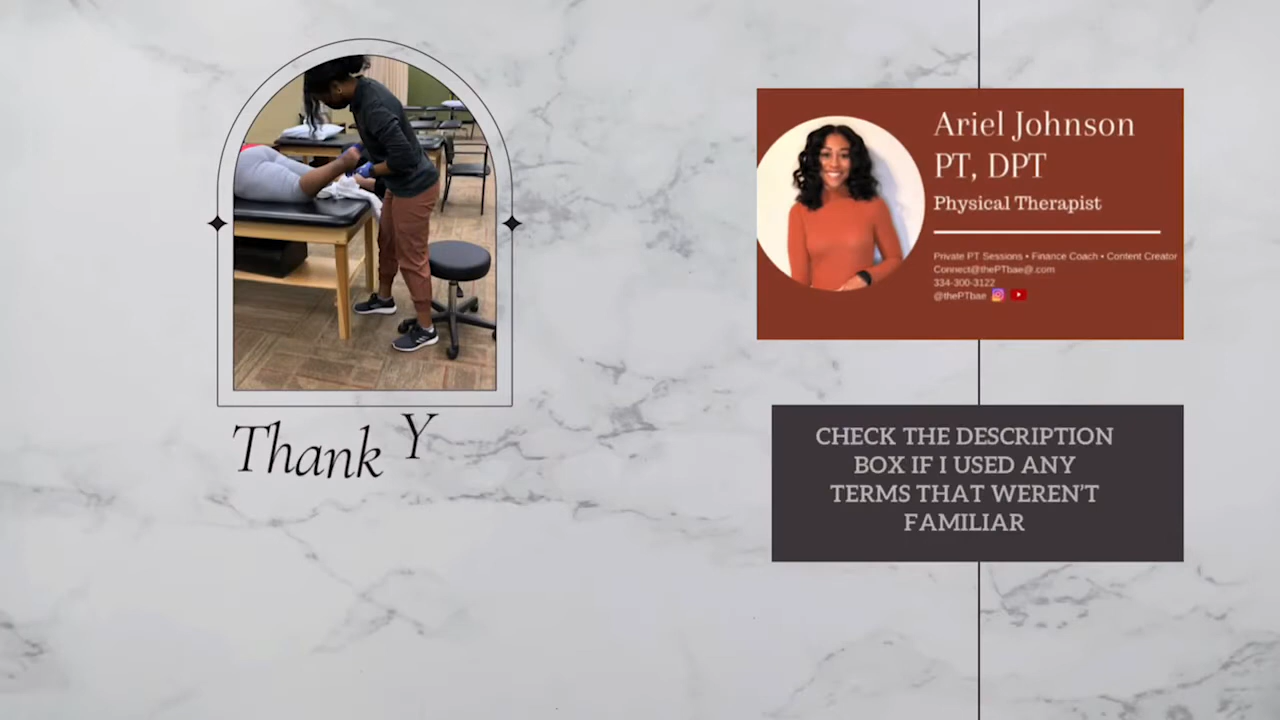 Thank Y
Ariel Johnson
PT, DPT
Physical Therapist
Private PT Sessions • Finance Coach • Content Creator
Connect@thePTbae@.com
334-300-3122
@thePTbae
CHECK THE DESCRIPTION
BOX IF I USED ANY
TERMS THAT WEREN'T
FAMILIAR